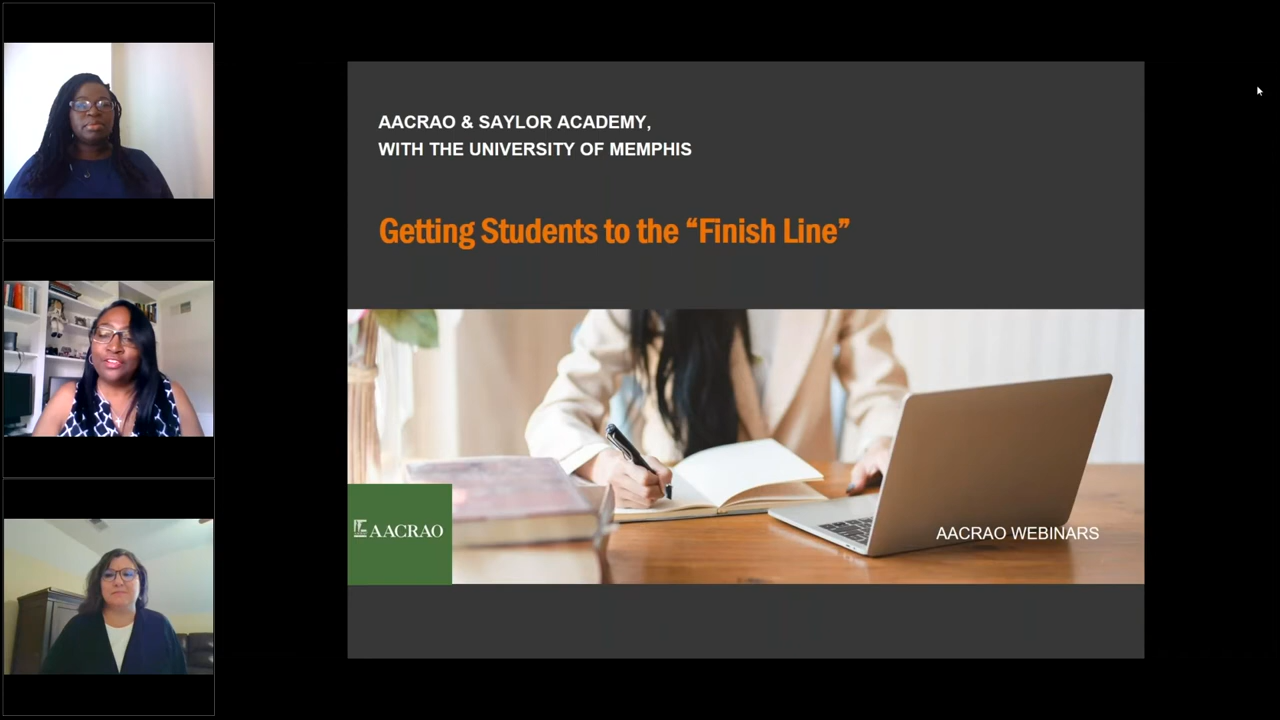 AACRAO & SAYLOR ACADEMY,
WITH THE UNIVERSITY OF MEMPHIS
Getting Students to the “Finish Line”
AACRAO
AACRAO WEBINARS